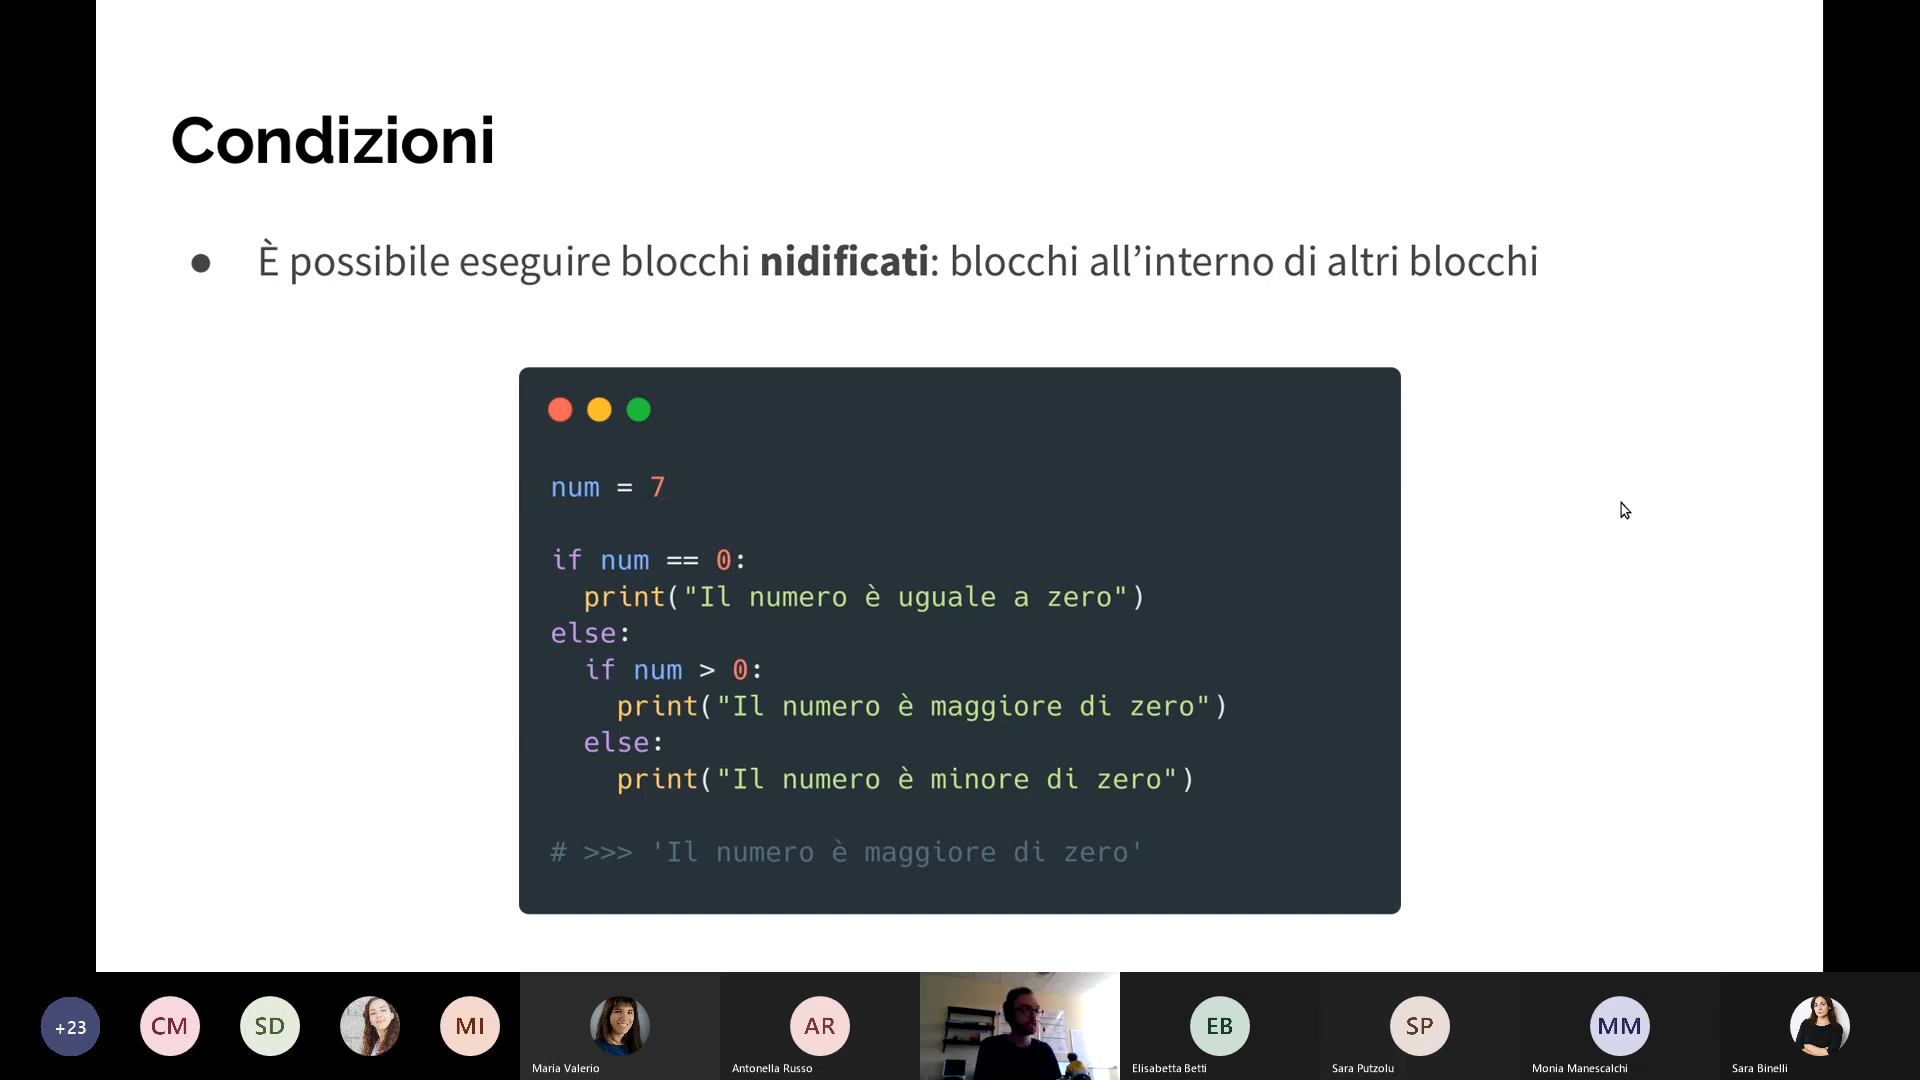 Condizioni
● È possibile eseguire blocchi nidificati: blocchi all’interno di altri blocchi
num = 7
if num == 0:
print("Il numero è uguale a zero")
else:
if num > 0:
print("Il numero è maggiore di zero")
else:
print("Il numero è minore di zero")
# >>> 'Il numero è maggiore di zero'
+23
CM
SD
MI
AR
EB
SP
MM
Maria Valerio
Antonella Russo
Elisabetta Betti
Sara Putzolu
Monia Manescalchi
Sara Binelli